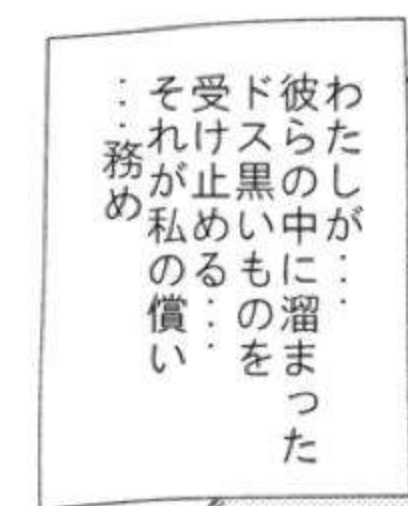 わたしが‥‥
彼らの中に溜まった
ドス黒いものを
受け止める‥‥
それが私の償い
‥‥務め